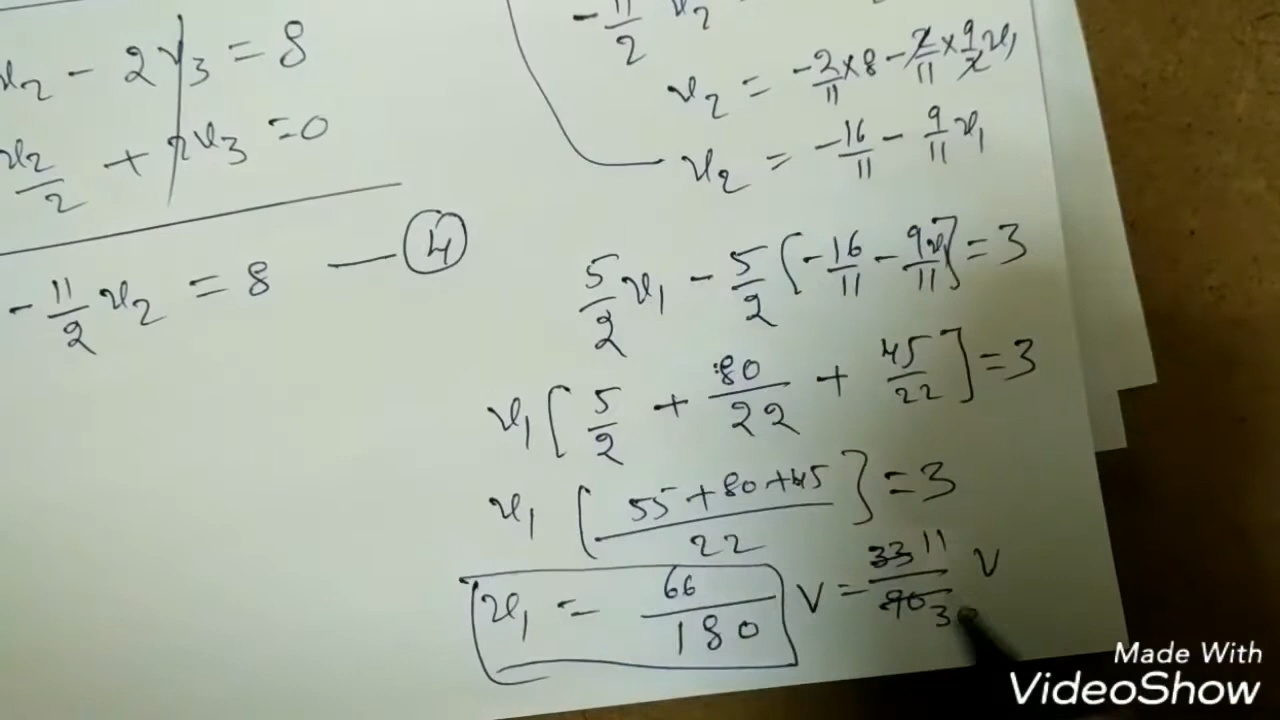 v₂ - 2v₃ = 8
v₂/2 + 2v₃ = 0
- 11/2 v₂ = 8 — ④
- 11/2 v₂
v₂ = -2/11 × 8 - 2/11 × 9/2 v₁
v₂ = -16/11 - 9/11 v₁
5/2 v₁ - 5/2 [-16/11 - 9v₁/11] = 3
v₁ [5/2 + 80/22 + 45/22] = 3
v₁ [55+80+45/22] = 3
v₁ = 66/180 V = 33 11/90 30 V
Made With
VideoShow